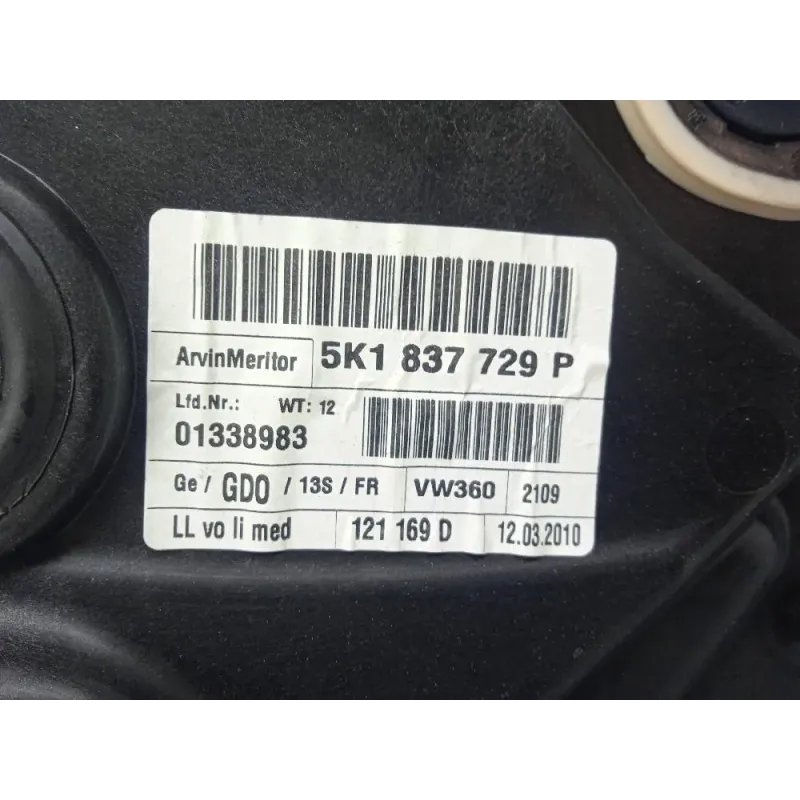 ArvinMeritor 5K1 837 729 P
Lfd.Nr.: WT: 12
01338983
Ge / GDO / 13S / FR VW360 2109
LL vo li med 121 169 D 12.03.2010